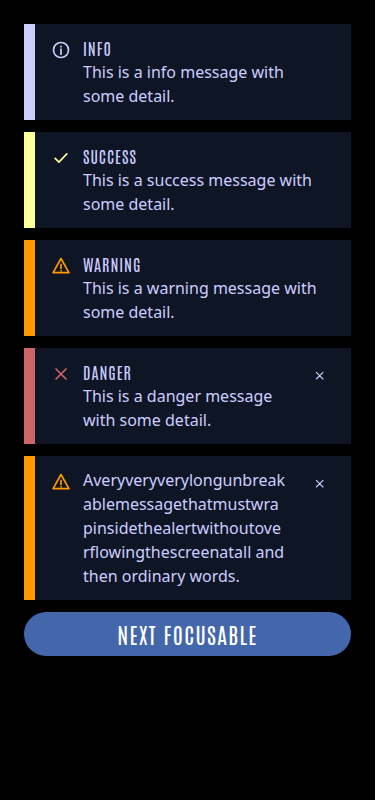 INFO
This is a info message with
some detail.
SUCCESS
This is a success message with
some detail.
WARNING
This is a warning message with
some detail.
DANGER
This is a danger message
with some detail.
Averyveryverylongunbreak
ablemessagethatmustwra
pinsidethealertwithoutove
rflowingthescreenatall and
then ordinary words.
NEXT FOCUSABLE